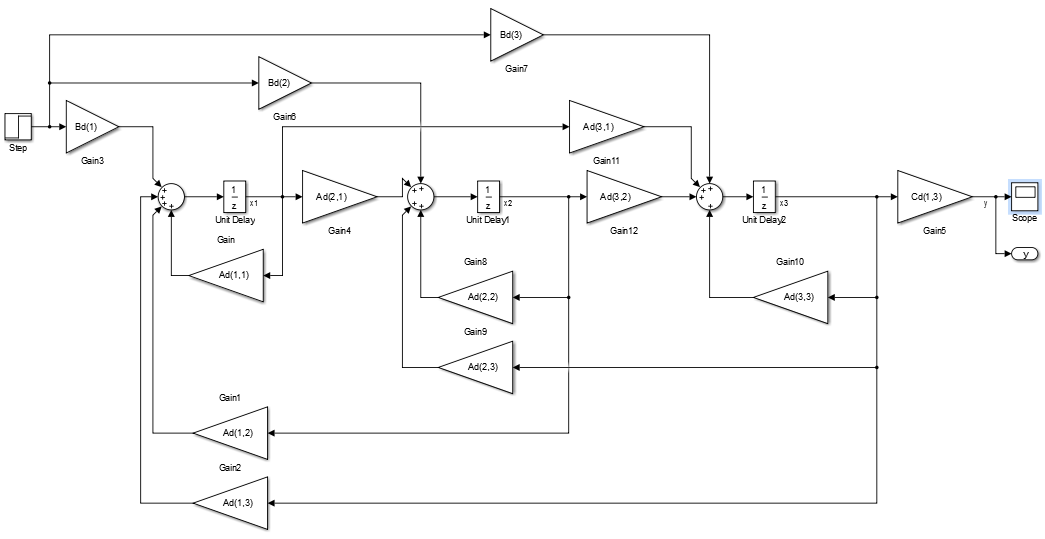 Bd(3)
Gain7
Bd(2)
Gain6
Step
Bd(1)
Gain3
Ad(3,1)
Gain11
+
+
+
+
1
z
Unit Delay
x1
Ad(2,1)
Gain4
+
+
+
+
1
z
Unit Delay1
x2
Ad(3,2)
Gain12
+
+
+
+
1
z
Unit Delay2
x3
Cd(1,3)
Gain5
y
Scope
y
Gain
Ad(1,1)
Gain8
Ad(2,2)
Gain10
Ad(3,3)
Gain9
Ad(2,3)
Gain1
Ad(1,2)
Gain2
Ad(1,3)